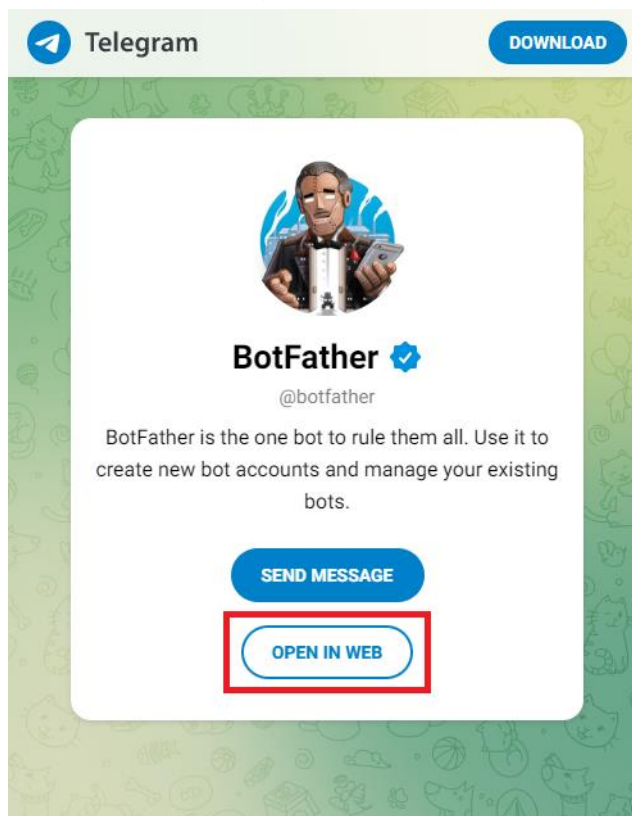 Telegram
DOWNLOAD
BotFather
@botfather
BotFather is the one bot to rule them all. Use it to
create new bot accounts and manage your existing
bots.
SEND MESSAGE
OPEN IN WEB